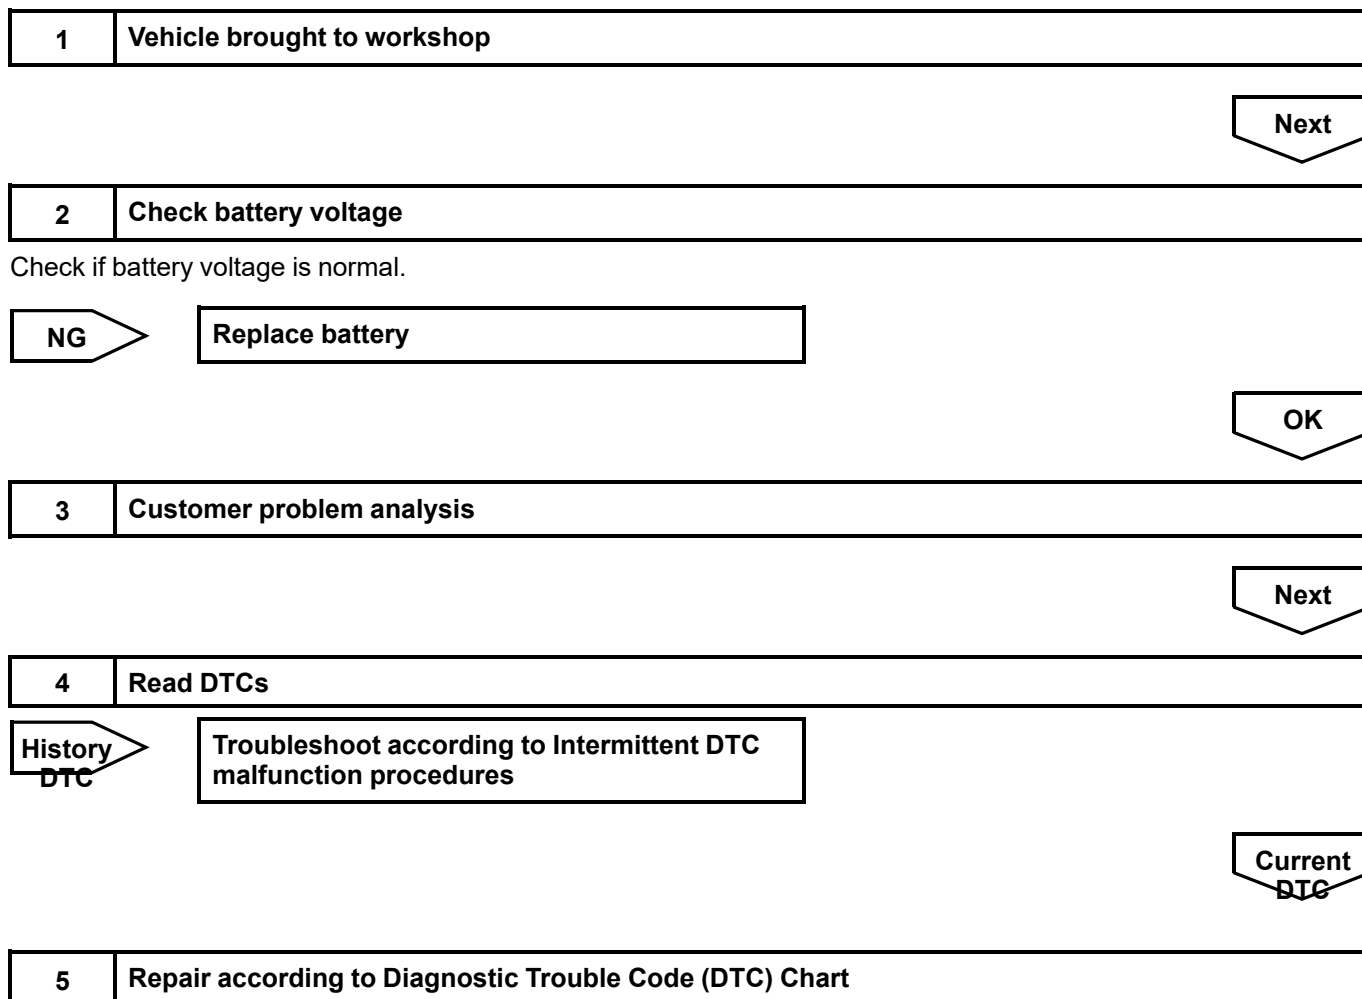 1 Vehicle brought to workshop
Next
2 Check battery voltage
Check if battery voltage is normal.
NG Replace battery
OK
3 Customer problem analysis
Next
4 Read DTCs
History
DTC
Troubleshoot according to Intermittent DTC
malfunction procedures
Current
DTC
5 Repair according to Diagnostic Trouble Code (DTC) Chart